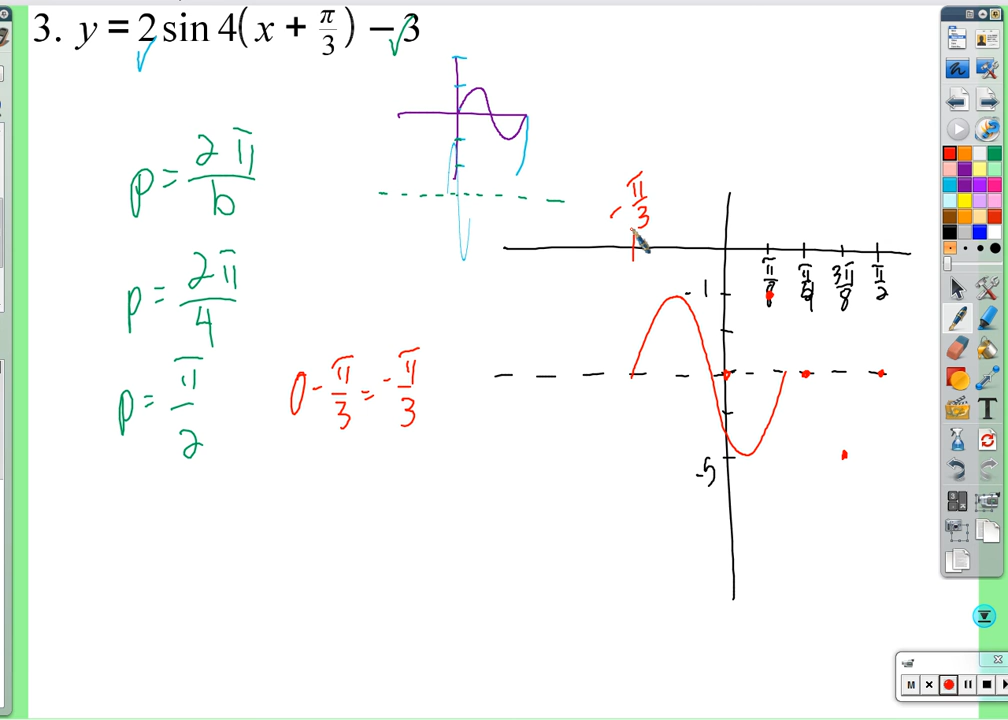 3. y = 2 sin 4(x + π/3) − 3
p = 2π/b
p = 2π/4
p = π/2
0 - π/3 = -π/3
-π/3
π/8 π/4 3π/8 π/2
-1
-5
T
M